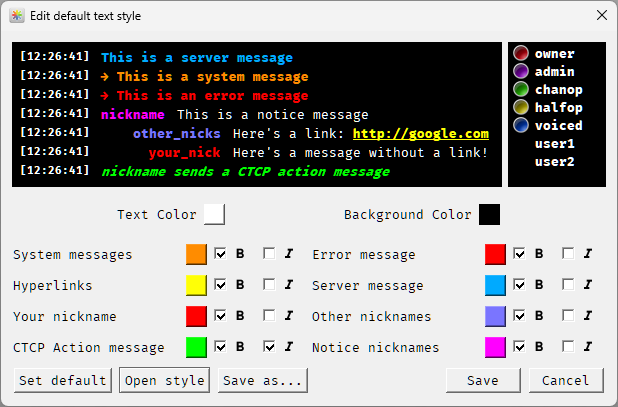 Edit default text style
[12:26:41] This is a server message
[12:26:41] → This is a system message
[12:26:41] → This is an error message
[12:26:41] nickname This is a notice message
[12:26:41] other_nicks Here's a link: http://google.com
[12:26:41] your_nick Here's a message without a link!
[12:26:41] nickname sends a CTCP action message
owner
admin
chanop
halfop
voiced
user1
user2
Text Color Background Color
System messages B I Error message B I
Hyperlinks B I Server message B I
Your nickname B I Other nicknames B I
CTCP Action message B I Notice nicknames B I
Set default Open style Save as... Save Cancel